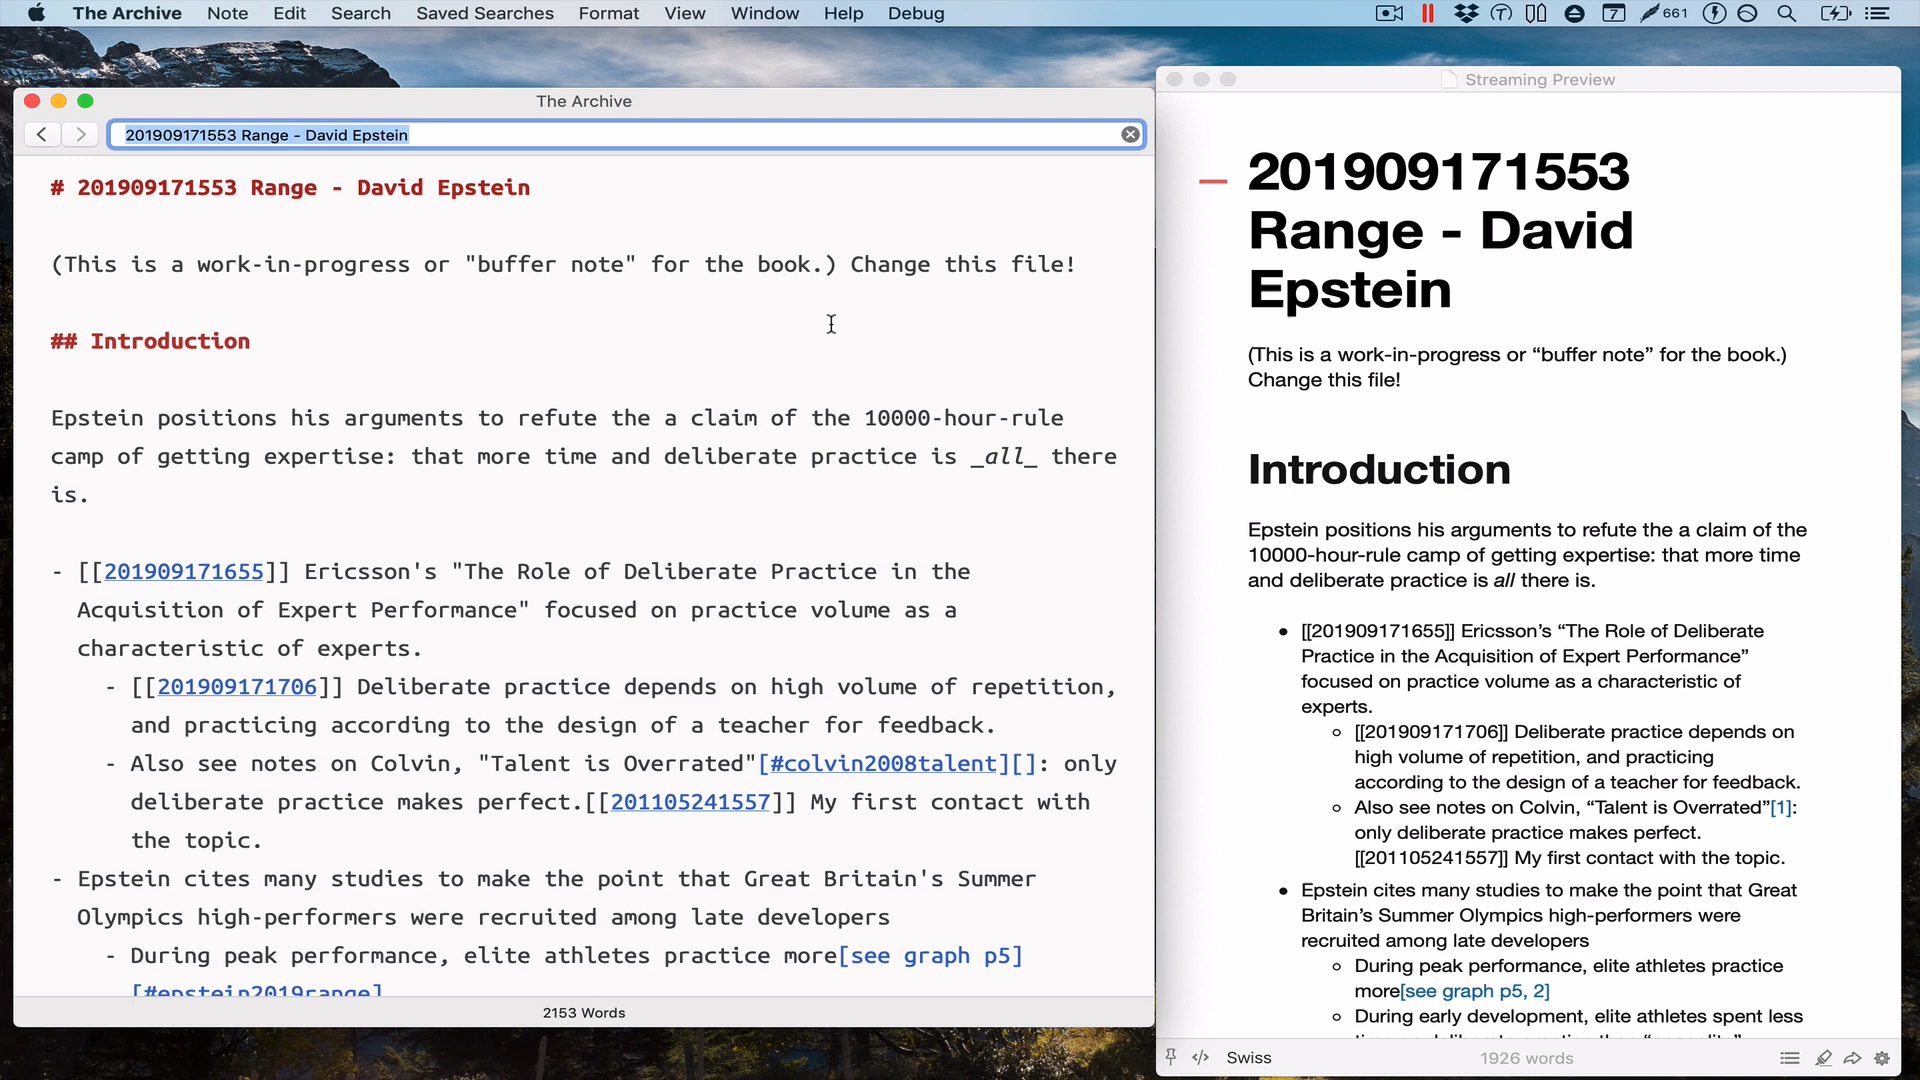 The Archive Note Edit Search Saved Searches Format View Window Help Debug 7 661
The Archive
201909171553 Range - David Epstein
# 201909171553 Range - David Epstein
(This is a work-in-progress or "buffer note" for the book.) Change this file!
## Introduction
Epstein positions his arguments to refute the a claim of the 10000-hour-rule
camp of getting expertise: that more time and deliberate practice is _all_ there
is.
- [[201909171655]] Ericsson's "The Role of Deliberate Practice in the
Acquisition of Expert Performance" focused on practice volume as a
characteristic of experts.
- [[201909171706]] Deliberate practice depends on high volume of repetition,
and practicing according to the design of a teacher for feedback.
- Also see notes on Colvin, "Talent is Overrated"[#colvin2008talent][]: only
deliberate practice makes perfect.[[201105241557]] My first contact with
the topic.
- Epstein cites many studies to make the point that Great Britain's Summer
Olympics high-performers were recruited among late developers
- During peak performance, elite athletes practice more[see graph p5]
[#epstein2019range]
2153 Words
Streaming Preview
201909171553
Range - David
Epstein
(This is a work-in-progress or “buffer note” for the book.)
Change this file!
Introduction
Epstein positions his arguments to refute the a claim of the
10000-hour-rule camp of getting expertise: that more time
and deliberate practice is all there is.
• [[201909171655]] Ericsson’s “The Role of Deliberate
Practice in the Acquisition of Expert Performance”
focused on practice volume as a characteristic of
experts.
◦ [[201909171706]] Deliberate practice depends on
high volume of repetition, and practicing
according to the design of a teacher for feedback.
◦ Also see notes on Colvin, “Talent is Overrated”[1]:
only deliberate practice makes perfect.
[[201105241557]] My first contact with the topic.
• Epstein cites many studies to make the point that Great
Britain’s Summer Olympics high-performers were
recruited among late developers
◦ During peak performance, elite athletes practice
more[see graph p5, 2]
◦ During early development, elite athletes spent less
Swiss
1926 words